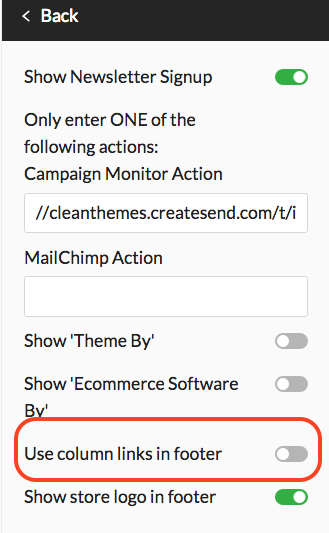 Back
Show Newsletter Signup
Only enter ONE of the
following actions:
Campaign Monitor Action
//cleanthemes.createsend.com/t/i
MailChimp Action
Show 'Theme By'
Show 'Ecommerce Software
By'
Use column links in footer
Show store logo in footer